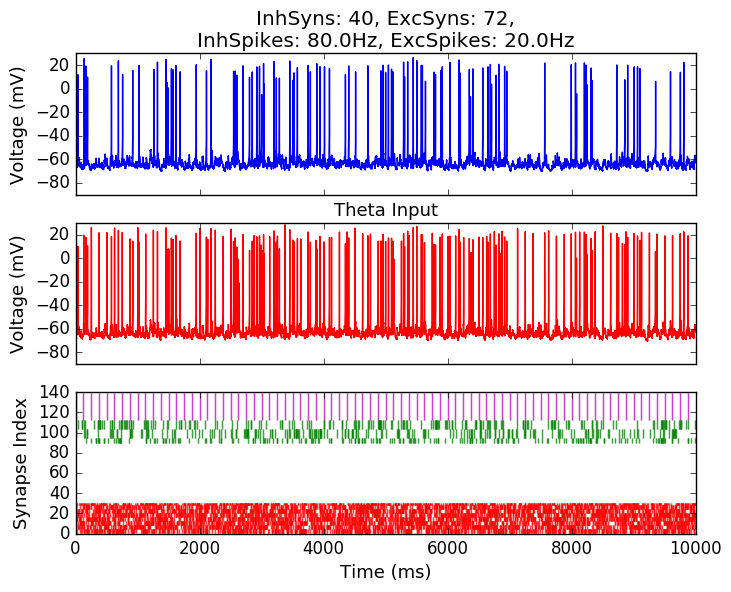 InhSyns: 40, ExcSyns: 72,
InhSpikes: 80.0Hz, ExcSpikes: 20.0Hz
20
0
−20
−40
−60
−80
Voltage (mV)
Theta Input
20
0
−20
−40
−60
−80
Voltage (mV)
140
120
100
80
60
40
20
0
Synapse Index
0 2000 4000 6000 8000 10000
Time (ms)